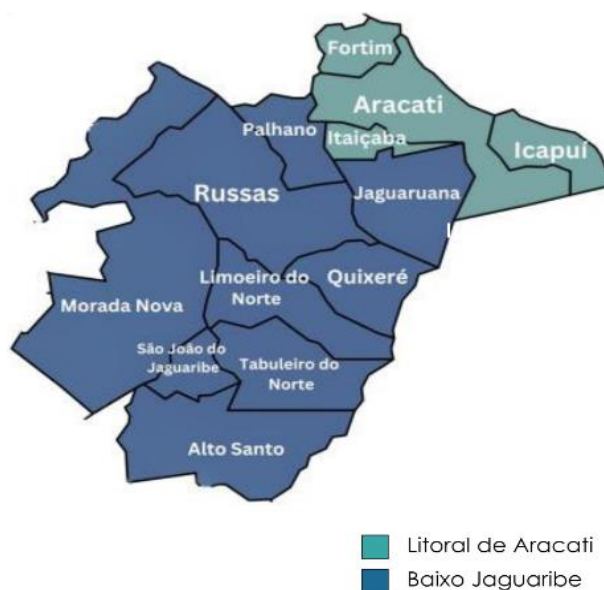 Fortim
Aracati
Palhano
Itaiçaba
Icapuí
Russas
Jaguaruana
Limoeiro do
Norte
Quixeré
Morada Nova
São João do
Jaguaribe
Tabuleiro do
Norte
Alto Santo
Litoral de Aracati
Baixo Jaguaribe